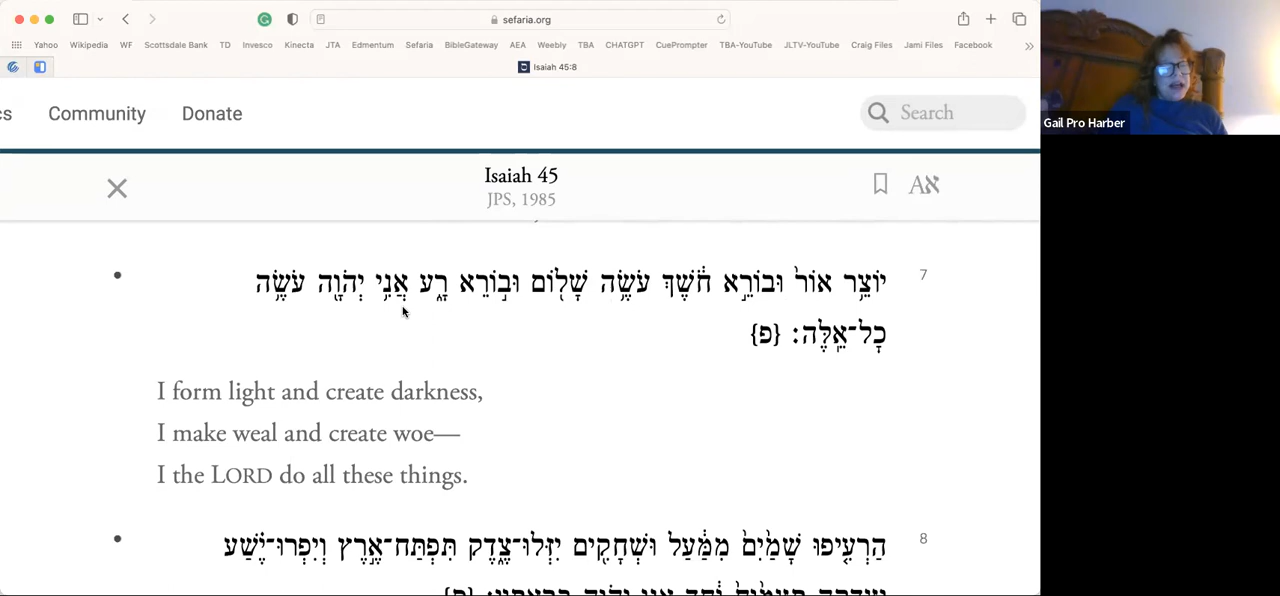 sefaria.org
Yahoo Wikipedia WF Scottsdale Bank TD Invesco Kinecta JTA Edmentum Sefaria BibleGateway AEA Weebly TBA CHATGPT CuePrompter TBA-YouTube JLTV-YouTube Craig Files Jami Files Facebook
Isaiah 45:8
cs Community Donate Search
Gail Pro Harber
Isaiah 45
JPS, 1985
Aא
7
יוֹצֵ֥ר אוֹר֙ וּבוֹרֵ֣א חֹ֔שֶׁךְ עֹשֶׂ֥ה שָׁל֖וֹם וּב֣וֹרֵא רָ֑ע אֲנִ֥י יְהֹוָ֖ה עֹשֶׂ֥ה
כׇל־אֵֽלֶּה׃ {פ}
I form light and create darkness,
I make weal and create woe—
I the LORD do all these things.
8
הַרְעִ֤יפוּ שָׁמַ֙יִם֙ מִמַּ֔עַל וּשְׁחָקִ֖ים יִזְּלוּ־צֶ֑דֶק תִּפְתַּח־אֶ֣רֶץ וְיִפְרוּ־יֶ֗שַׁע